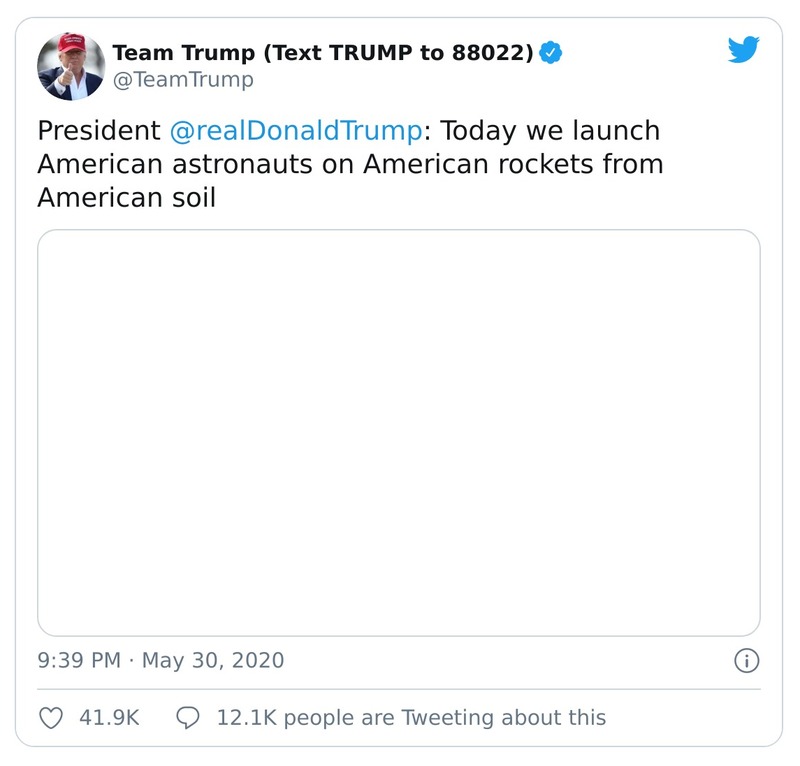 Team Trump (Text TRUMP to 88022)
@TeamTrump
President @realDonaldTrump: Today we launch
American astronauts on American rockets from
American soil
9:39 PM · May 30, 2020
41.9K 12.1K people are Tweeting about this